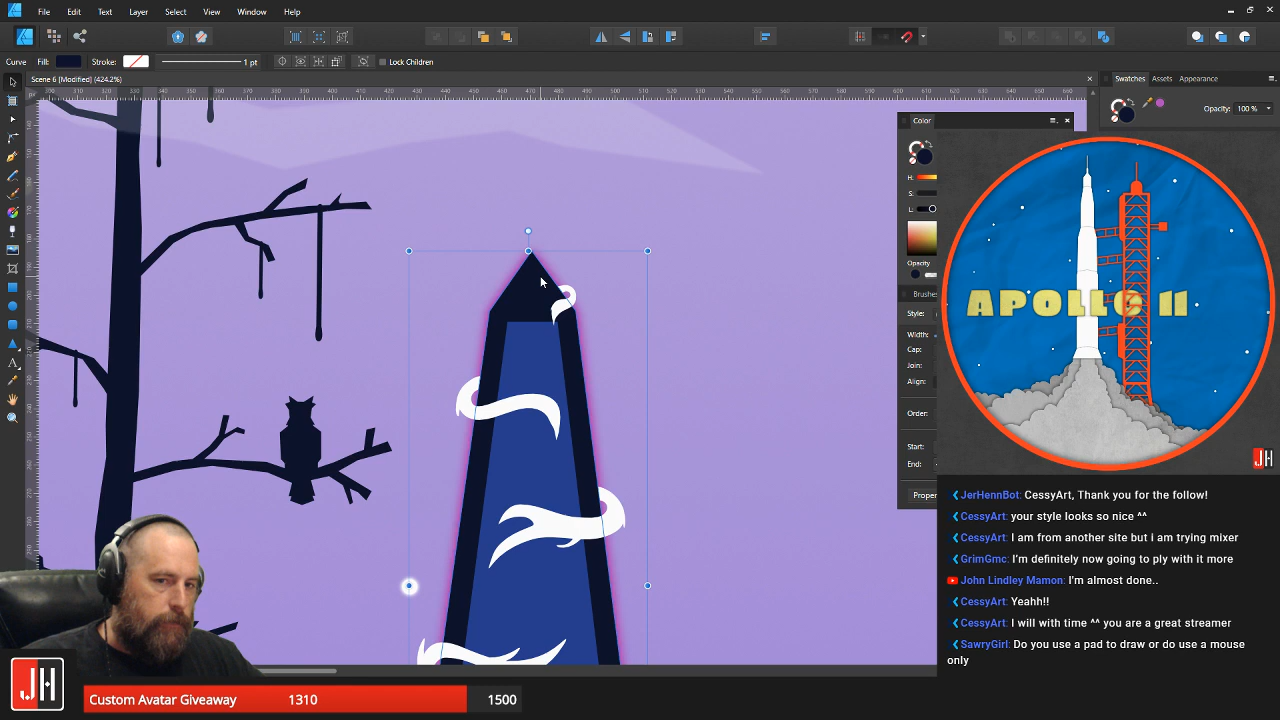 File Edit Text Layer Select View Window Help
Curve Fill: Stroke: 1 pt Lock Children
Scene 6 [Modified] (424.2%)
Swatches Assets Appearance
Opacity: 100 %
Color
H:
S:
L:
Opacity
Brushes
Style:
Width:
Cap:
Join:
Align:
Order:
Start:
End:
Proper
APOLLO 11
JH
JerHennBot: CessyArt, Thank you for the follow!
CessyArt: your style looks so nice ^^
CessyArt: I am from another site but i am trying mixer
GrimGmc: I'm definitely now going to ply with it more
John Lindley Mamon: I'm almost done..
CessyArt: Yeahh!!
CessyArt: I will with time ^^ you are a great streamer
SawryGirl: Do you use a pad to draw or do use a mouse
only
JH
Custom Avatar Giveaway 1310 1500